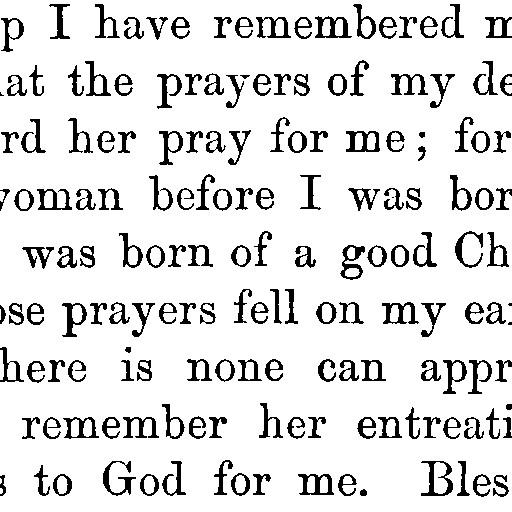 p I have remembered m
at the prayers of my de
rd her pray for me; for
woman before I was bor
was born of a good Ch
ose prayers fell on my ear
here is none can appr
remember her entreati
s to God for me. Bles